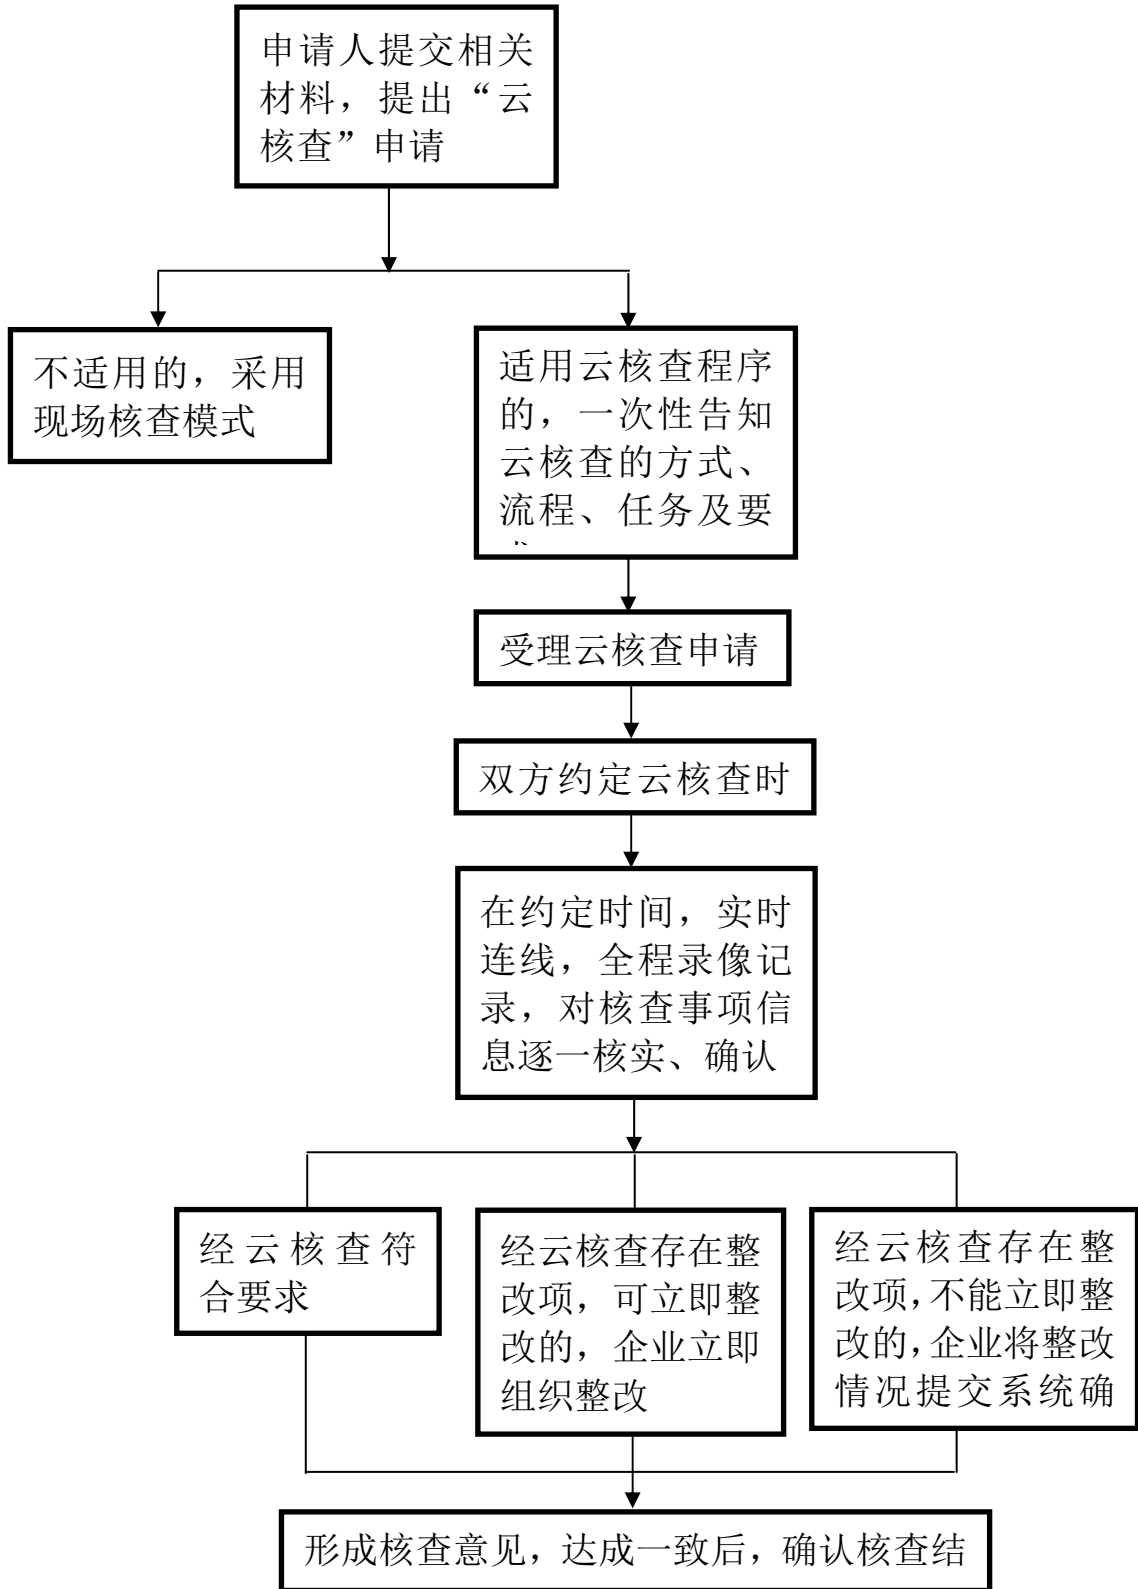 申请人提交相关
材料，提出“云
核查”申请
不适用的，采用
现场核查模式
适用云核查程序
的，一次性告知
云核查的方式、
流程、任务及要
受理云核查申请
双方约定云核查时
在约定时间，实时
连线，全程录像记
录，对核查事项信
息逐一核实、确认
经云核查符
合要求
经云核查存在整
改项，可立即整
改的，企业立即
组织整改
经云核查存在整
改项，不能立即整
改的，企业将整改
情况提交系统确
形成核查意见，达成一致后，确认核查结